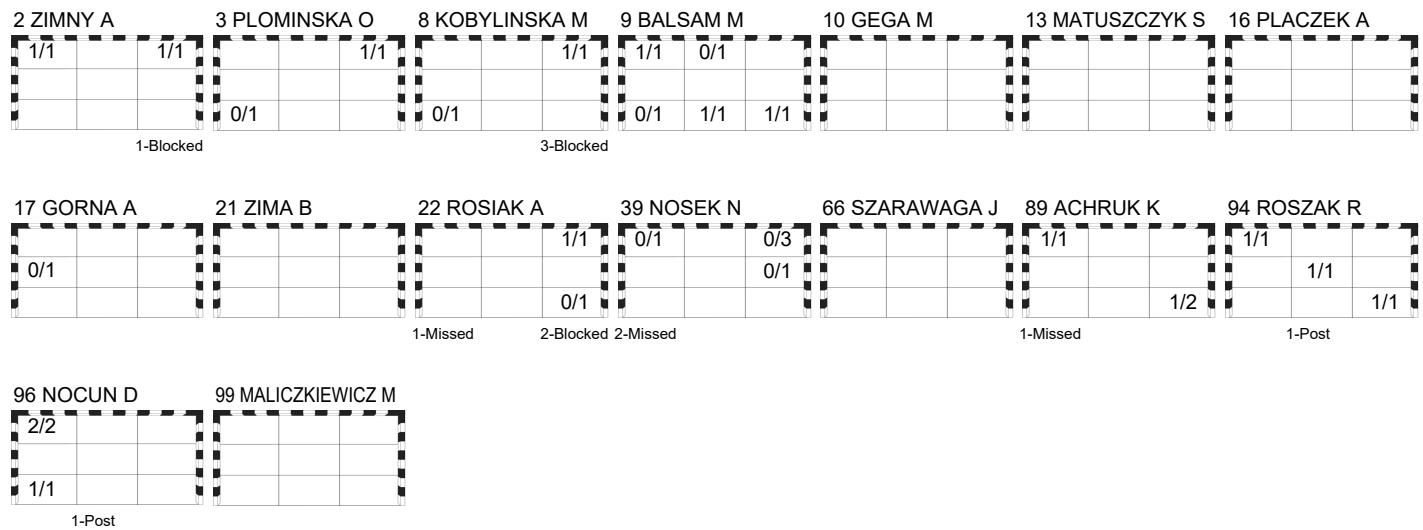 2 ZIMNY A 3 PLOMINSKA O 8 KOBYLINSKA M 9 BALSAM M 10 GEGA M 13 MATUSZCZYK S 16 PLACZEK A
1/1 1/1 1/1 1/1 1/1 0/1
0/1 0/1 0/1 1/1 1/1
1-Blocked 3-Blocked
17 GORNA A 21 ZIMA B 22 ROSIAK A 39 NOSEK N 66 SZARAWAGA J 89 ACHRUK K 94 ROSZAK R
1/1 0/1 0/3 1/1 1/1
0/1 0/1 1/1
0/1 1/2 1/1
1-Missed 2-Blocked 2-Missed 1-Missed 1-Post
96 NOCUN D 99 MALICZKIEWICZ M
2/2
1/1
1-Post